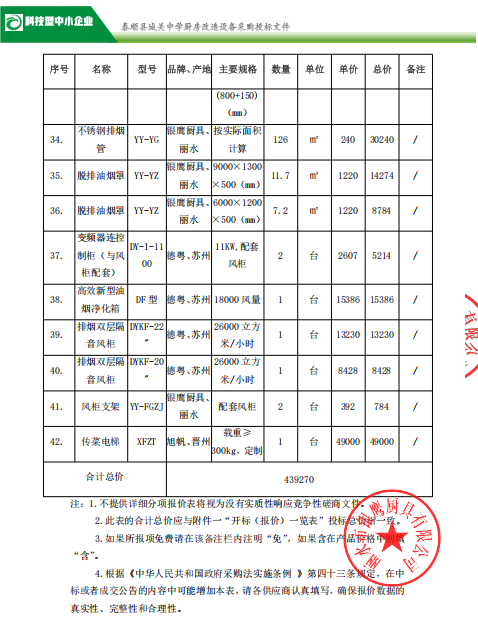 科技型中小企业
泰顺县城关中学厨房改造设备采购投标文件
序号 名称 型号 品牌、产地 主要规格 数量 单位 单价 总价 备注
(800+150)
(mm)
34. 不锈钢排烟管 YY-YG 银鹰厨具、丽水 按实际面积计算 126 ㎡ 240 30240 /
35. 脱排油烟罩 YY-YZ 银鹰厨具、丽水 9000×1300×500（mm） 11.7 ㎡ 1220 14274 /
36. 脱排油烟罩 YY-YZ 银鹰厨具、丽水 6000×1200×500（mm） 7.2 ㎡ 1220 8784 /
37. 变频器连控制柜（与风柜配套） DY-1-1100 德粤、苏州 11KW,配套风柜 2 台 2607 5214 /
38. 高效新型油烟净化箱 DF型 德粤、苏州 18000风量 1 台 15386 15386 /
39. 排烟双层隔音风柜 DYKF-22" 德粤、苏州 26000立方米/小时 1 台 13230 13230 /
40. 排烟双层隔音风柜 DYKF-20" 德粤、苏州 26000立方米/小时 1 台 8428 8428 /
41. 风柜支架 YY-FGZJ 银鹰厨具、丽水 配套风柜 2 台 392 784 /
42. 传菜电梯 XFZT 旭帆、晋州 载重≥300kg，定制 1 台 49000 49000 /
合计总价 439270
注：1.不提供详细分项报价表将视为没有实质性响应竞争性磋商文件。
2.此表的合计总价应与附件一“开标（报价）一览表”投标总价相一致。
3.如果所报项免费请在该备注栏内注明“免”，如果含在产品价格中则填
“含”。
4.根据《中华人民共和国政府采购法实施条例 》第四十三条规定，在中
标或者成交公告的内容中可能增加本表，请各供应商认真填写，确保报价数据的
真实性、完整性和合理性。
丽水市银鹰厨具有限公司
有限公